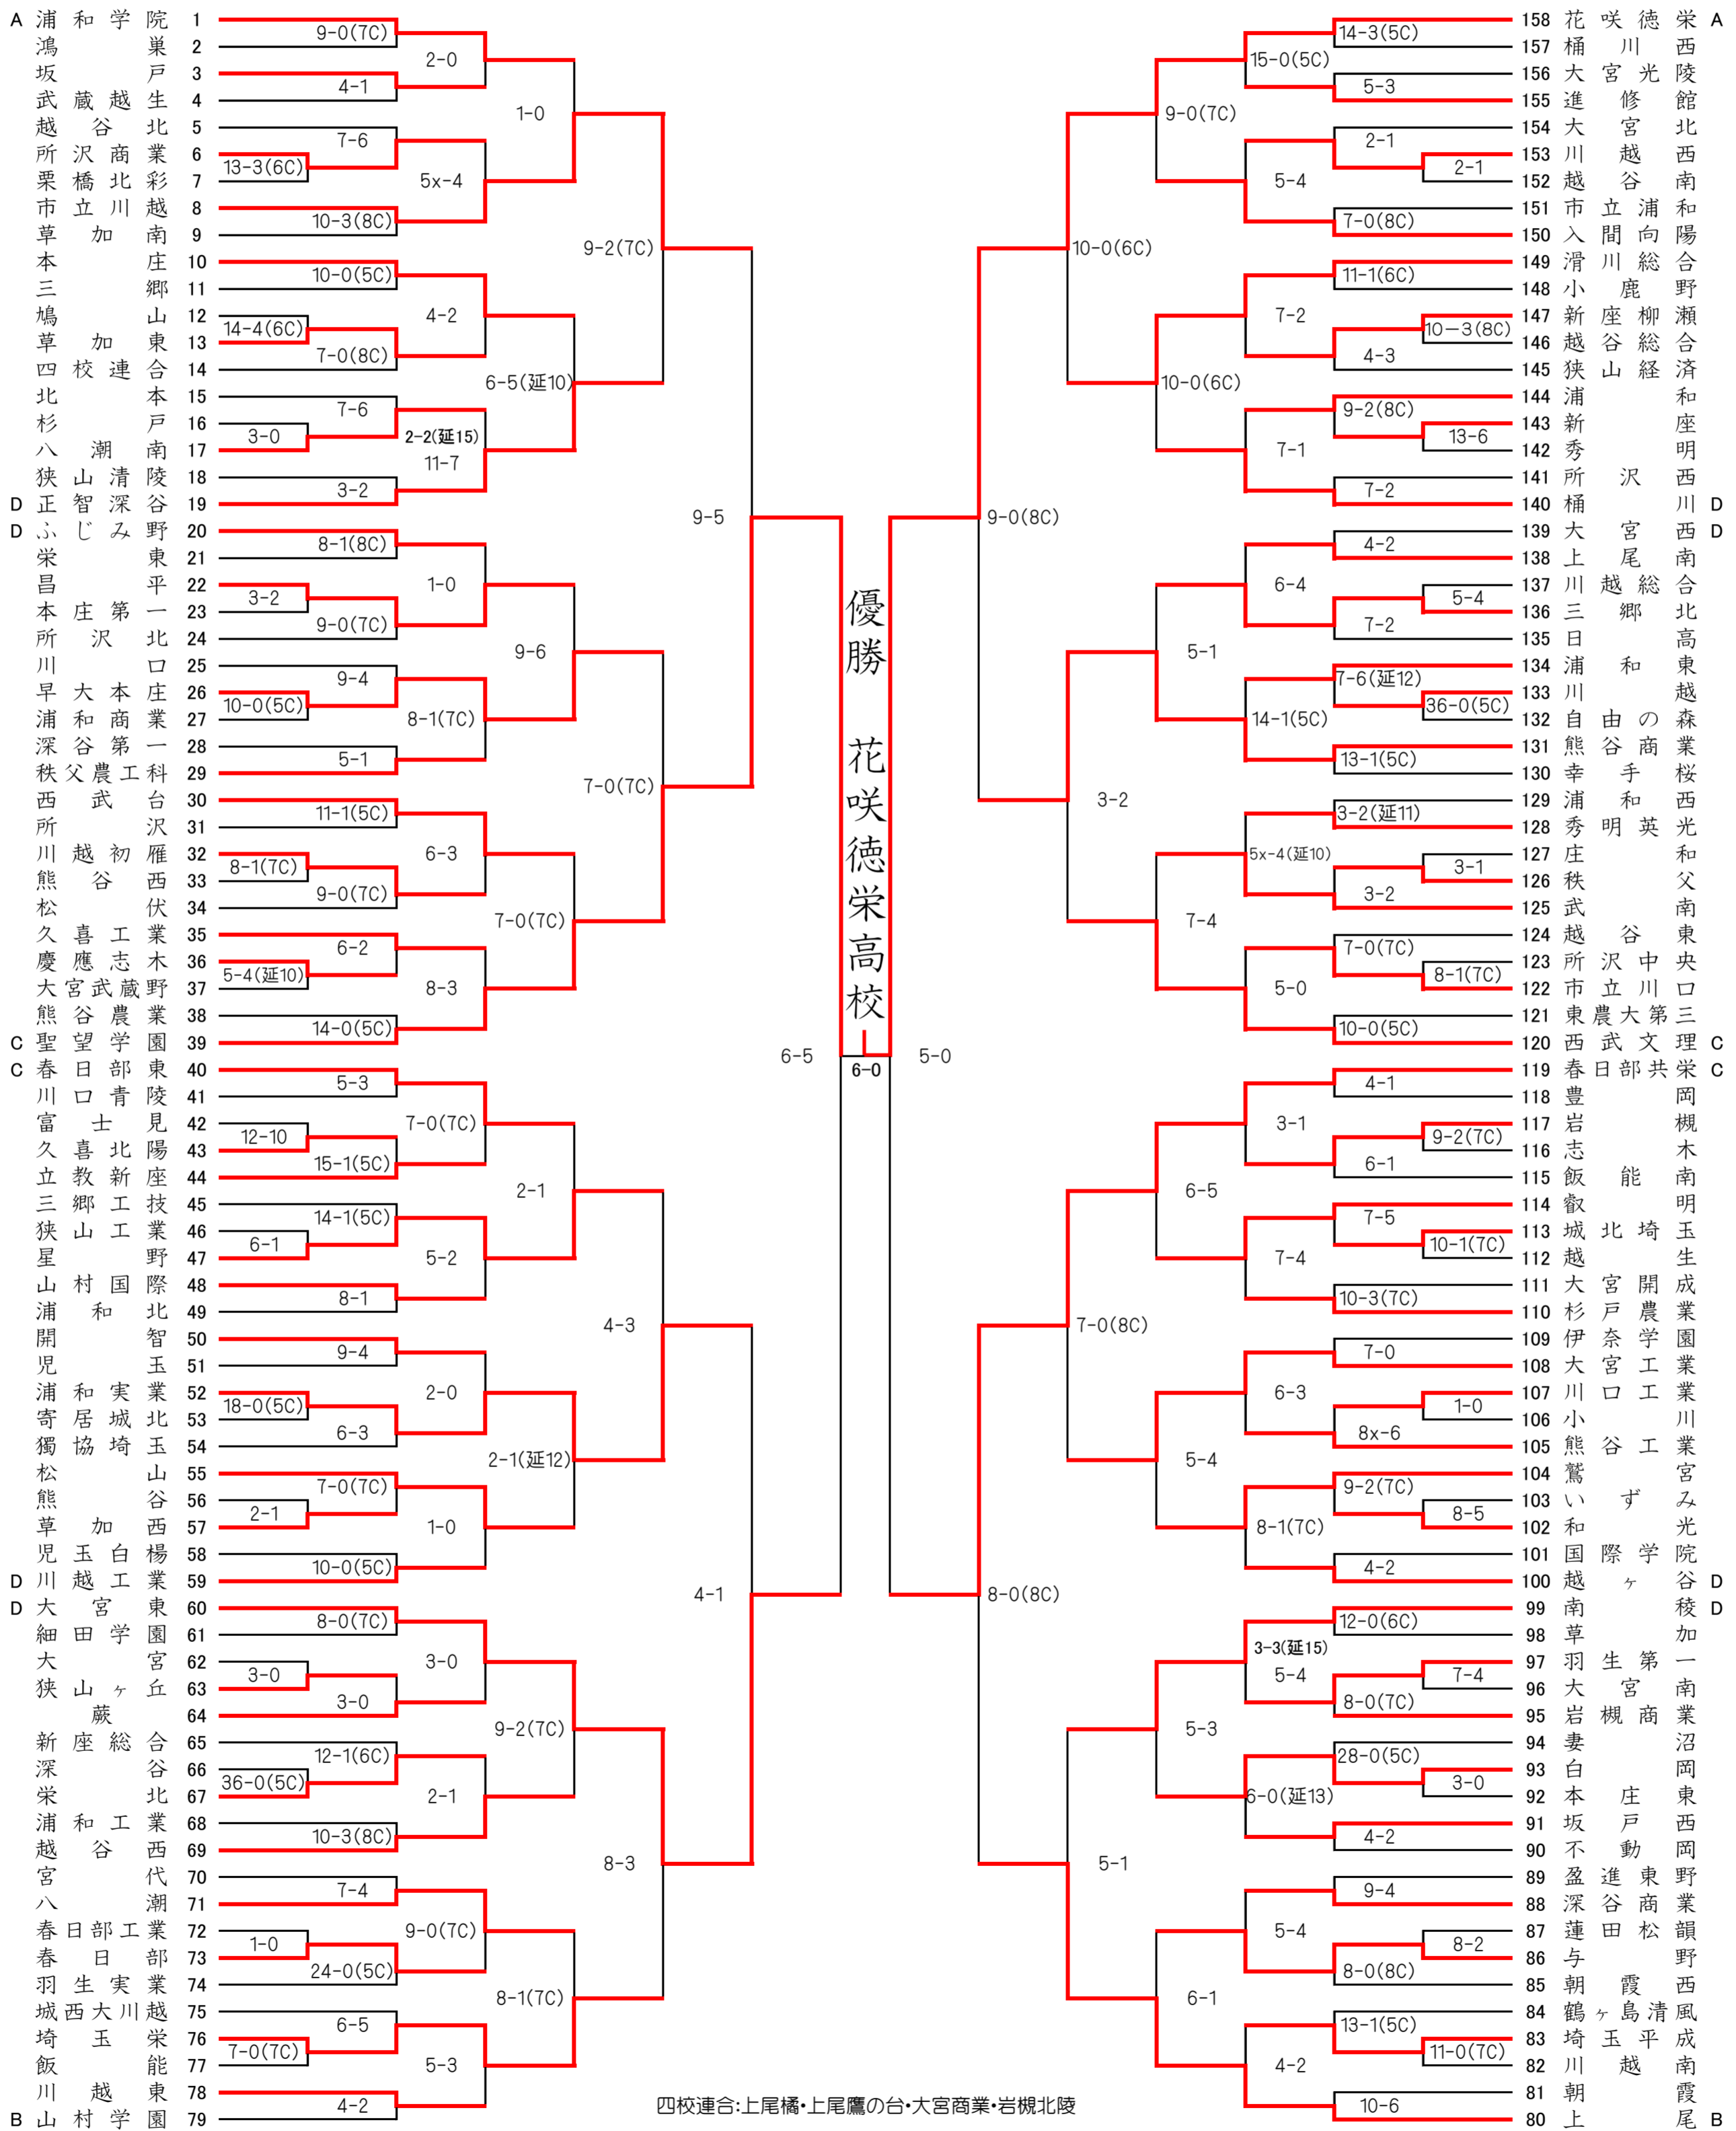 A 浦和学院 1
鴻巣 2
坂戸 3
武蔵越生 4
越谷北 5
所沢商業 6
栗橋北彩 7
市立川越 8
草加南 9
本庄 10
三郷 11
鳩山 12
草加東 13
四校連合 14
北本 15
杉戸 16
八潮南 17
狭山清陵 18
D 正智深谷 19
D ふじみ野 20
栄東 21
昌平 22
本庄第一 23
所沢北 24
川口 25
早大本庄 26
浦和商業 27
深谷第一 28
秩父農工科 29
西武台 30
所沢 31
川越初雁 32
熊谷西 33
松伏 34
久喜工業 35
慶應志木 36
大宮武蔵野 37
熊谷農業 38
C 聖望学園 39
C 春日部東 40
川口青陵 41
富士見 42
久喜北陽 43
立教新座 44
三郷工技 45
狭山工業 46
星野 47
山村国際 48
浦和北 49
開智 50
児玉 51
浦和実業 52
寄居城北 53
獨協埼玉 54
松山 55
熊谷 56
草加西 57
児玉白楊 58
D 川越工業 59
D 大宮東 60
細田学園 61
大宮 62
狭山ヶ丘 63
蕨 64
新座総合 65
深谷 66
栄北 67
浦和工業 68
越谷西 69
宮代 70
八潮 71
春日部工業 72
春日部 73
羽生実業 74
城西大川越 75
埼玉栄 76
飯能 77
川越東 78
B 山村学園 79
13-3(6C)
14-4(6C)
3-0
3-2
10-0(5C)
8-1(7C)
5-4(延10)
12-10
6-1
18-0(5C)
2-1
3-0
36-0(5C)
1-0
7-0(7C)
9-0(7C)
4-1
7-6
10-3(8C)
10-0(5C)
7-0(8C)
7-6
3-2
8-1(8C)
9-0(7C)
9-4
5-1
11-1(5C)
9-0(7C)
6-2
14-0(5C)
5-3
15-1(5C)
14-1(5C)
8-1
9-4
6-3
7-0(7C)
10-0(5C)
8-0(7C)
3-0
12-1(6C)
10-3(8C)
7-4
24-0(5C)
6-5
4-2
2-0
5x-4
4-2
2-2(延15)
11-7
1-0
8-1(7C)
6-3
8-3
7-0(7C)
5-2
2-0
1-0
3-0
2-1
9-0(7C)
5-3
1-0
6-5(延10)
9-6
7-0(7C)
2-1
2-1(延12)
9-2(7C)
8-1(7C)
9-2(7C)
7-0(7C)
4-3
8-3
9-5
4-1
6-5
優勝 花咲徳栄高校
6-0
5-0
9-0(8C)
8-0(8C)
10-0(6C)
3-2
7-0(8C)
5-1
9-0(7C)
10-0(6C)
5-1
7-4
6-5
5-4
5-3
6-1
15-0(5C)
5-4
7-2
7-1
6-4
14-1(5C)
5x-4(延10)
5-0
3-1
7-4
6-3
8-1(7C)
3-3(延15)
5-4
6-0(延13)
5-4
4-2
14-3(5C)
5-3
2-1
7-0(8C)
11-1(6C)
4-3
9-2(8C)
7-2
4-2
7-2
7-6(延12)
13-1(5C)
3-2(延11)
3-2
7-0(7C)
10-0(5C)
4-1
6-1
7-5
10-3(7C)
7-0
8x-6
9-2(7C)
4-2
12-0(6C)
8-0(7C)
28-0(5C)
4-2
9-4
8-0(8C)
13-1(5C)
10-6
2-1
10−3(8C)
13-6
5-4
36-0(5C)
3-1
8-1(7C)
9-2(7C)
10-1(7C)
1-0
8-5
7-4
3-0
8-2
11-0(7C)
158 花咲徳栄 A
157 桶川西
156 大宮光陵
155 進修館
154 大宮北
153 川越西
152 越谷南
151 市立浦和
150 入間向陽
149 滑川総合
148 小鹿野
147 新座柳瀬
146 越谷総合
145 狭山経済
144 浦和
143 新座
142 秀明
141 所沢西
140 桶川 D
139 大宮西 D
138 上尾南
137 川越総合
136 三郷北
135 日高
134 浦和東
133 川越
132 自由の森
131 熊谷商業
130 幸手桜
129 浦和西
128 秀明英光
127 庄和
126 秩父
125 武南
124 越谷東
123 所沢中央
122 市立川口
121 東農大第三
120 西武文理 C
119 春日部共栄 C
118 豊岡
117 岩槻
116 志木
115 飯能南
114 叡明
113 城北埼玉
112 越生
111 大宮開成
110 杉戸農業
109 伊奈学園
108 大宮工業
107 川口工業
106 小川
105 熊谷工業
104 鷲宮
103 いずみ
102 和光
101 国際学院
100 越ヶ谷 D
99 南稜 D
98 草加
97 羽生第一
96 大宮南
95 岩槻商業
94 妻沼
93 白岡
92 本庄東
91 坂戸西
90 不動岡
89 盈進東野
88 深谷商業
87 蓮田松韻
86 与野
85 朝霞西
84 鶴ヶ島清風
83 埼玉平成
82 川越南
81 朝霞
80 上尾 B
四校連合:上尾橘・上尾鷹の台・大宮商業・岩槻北陵